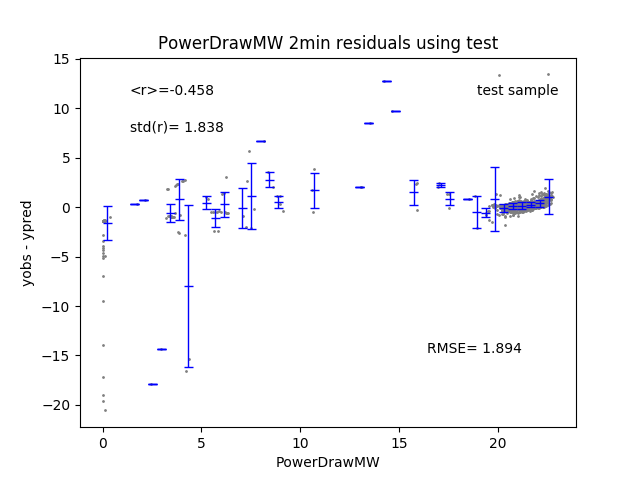 PowerDrawMW 2min residuals using test
<r>=-0.458
test sample
std(r)= 1.838
RMSE= 1.894
yobs - ypred
15
10
5
0
−5
−10
−15
−20
0 5 10 15 20
PowerDrawMW